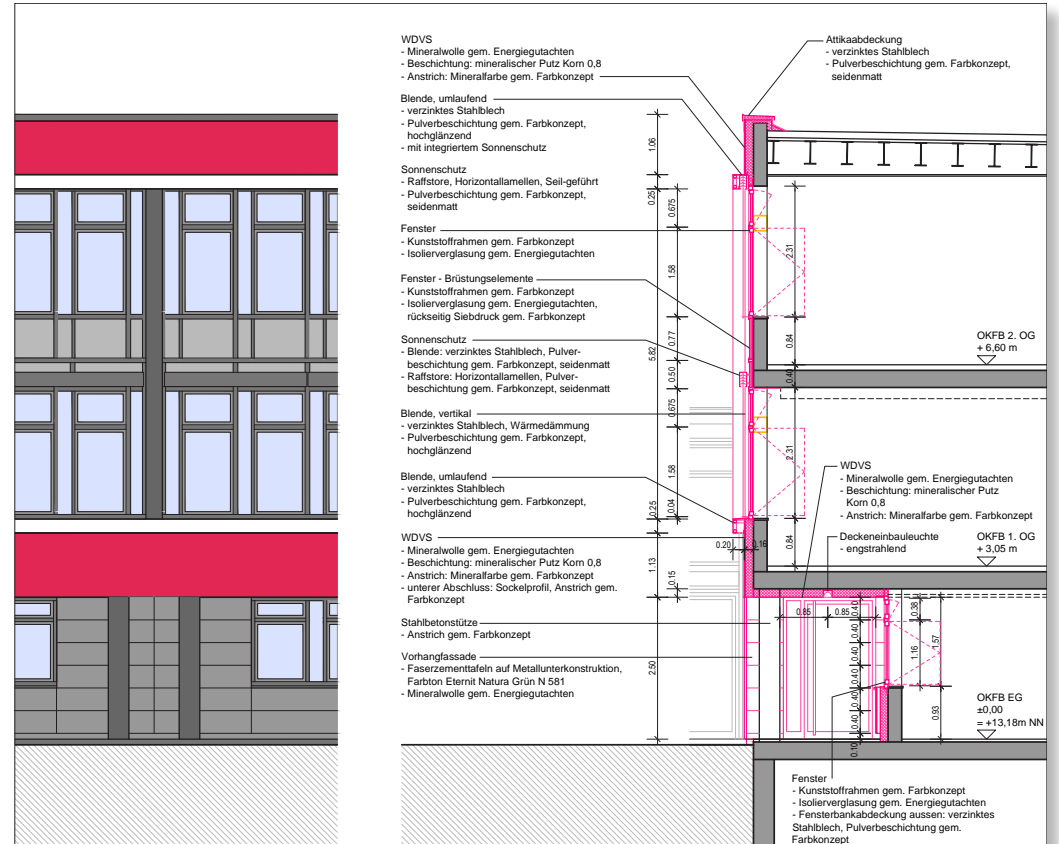 WDVS
- Mineralwolle gem. Energiegutachten
- Beschichtung: mineralischer Putz Korn 0,8
- Anstrich: Mineralfarbe gem. Farbkonzept
Blende, umlaufend
- verzinktes Stahlblech
- Pulverbeschichtung gem. Farbkonzept,
hochglänzend
- mit integriertem Sonnenschutz
Sonnenschutz
- Raffstore, Horizontallamellen, Seil-geführt
- Pulverbeschichtung gem. Farbkonzept,
seidenmatt
Fenster
- Kunststoffrahmen gem. Farbkonzept
- Isolierverglasung gem. Energiegutachten
Fenster - Brüstungselemente
- Kunststoffrahmen gem. Farbkonzept
- Isolierverglasung gem. Energiegutachten,
rückseitig Siebdruck gem. Farbkonzept
Sonnenschutz
- Blende: verzinktes Stahlblech, Pulver-
beschichtung gem. Farbkonzept, seidenmatt
- Raffstore: Horizontallamellen, Pulver-
beschichtung gem. Farbkonzept, seidenmatt
Blende, vertikal
- verzinktes Stahlblech, Wärmedämmung
- Pulverbeschichtung gem. Farbkonzept,
hochglänzend
Blende, umlaufend
- verzinktes Stahlblech
- Pulverbeschichtung gem. Farbkonzept,
hochglänzend
WDVS
- Mineralwolle gem. Energiegutachten
- Beschichtung: mineralischer Putz Korn 0,8
- Anstrich: Mineralfarbe gem. Farbkonzept
- unterer Abschluss: Sockelprofil, Anstrich gem.
Farbkonzept
Stahlbetonstütze
- Anstrich gem. Farbkonzept
Vorhangfassade
- Faserzementtafeln auf Metallunterkonstruktion,
Farbton Eternit Natura Grün N 581
- Mineralwolle gem. Energiegutachten
1.06
0.25
5.82
0.25
1.13
2.50
0.675
1.58
0.77
0.50
0.675
1.58
0.04
0.15
0.20
0.16
2.31
0.84
0.40
2.31
0.84
Attikaabdeckung
- verzinktes Stahlblech
- Pulverbeschichtung gem. Farbkonzept,
seidenmatt
OKFB 2. OG
+ 6,60 m
WDVS
- Mineralwolle gem. Energiegutachten
- Beschichtung: mineralischer Putz
Korn 0,8
- Anstrich: Mineralfarbe gem. Farbkonzept
Deckeneinbauleuchte
- engstrahlend
OKFB 1. OG
+ 3,05 m
0.85
0.85
0.40
0.40
0.40
0.40
0.40
0.40
0.10
0.38
1.16
1.57
0.93
OKFB EG
±0,00
= +13,18m NN
Fenster
- Kunststoffrahmen gem. Farbkonzept
- Isolierverglasung gem. Energiegutachten
- Fensterbankabdeckung aussen: verzinktes
Stahlblech, Pulverbeschichtung gem.
Farbkonzept